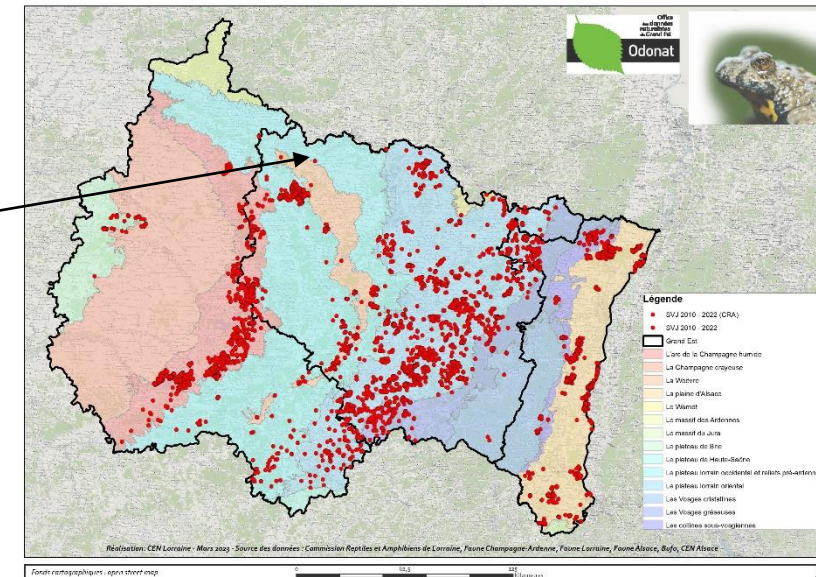 Office
des données
naturalistes
du Grand Est
Odonat
Légende
SVJ 2010 - 2022 (CRA)
SVJ 2010 - 2022
Grand Est
L'arc de la Champagne humide
La Champagne crayeuse
La Woëvre
La plaine d'Alsace
Le Warndt
Le massif des Ardennes
Le massif du Jura
Le plateau de Brie
Le plateau de Haute-Saône
Le plateau lorrain occidental et reliefs pré-ardenn
Le plateau lorrain oriental
Les Vosges cristallines
Les Vosges gréseuses
Les collines sous-vosgiennes
Réalisation: CEN Lorraine - Mars 2023 - Source des données : Commission Reptiles et Amphibiens de Lorraine, Faune Champagne-Ardenne, Faune Lorraine, Faune Alsace, Bufo, CEN Alsace
Fonds cartographiques : open street map
0 62,5 125